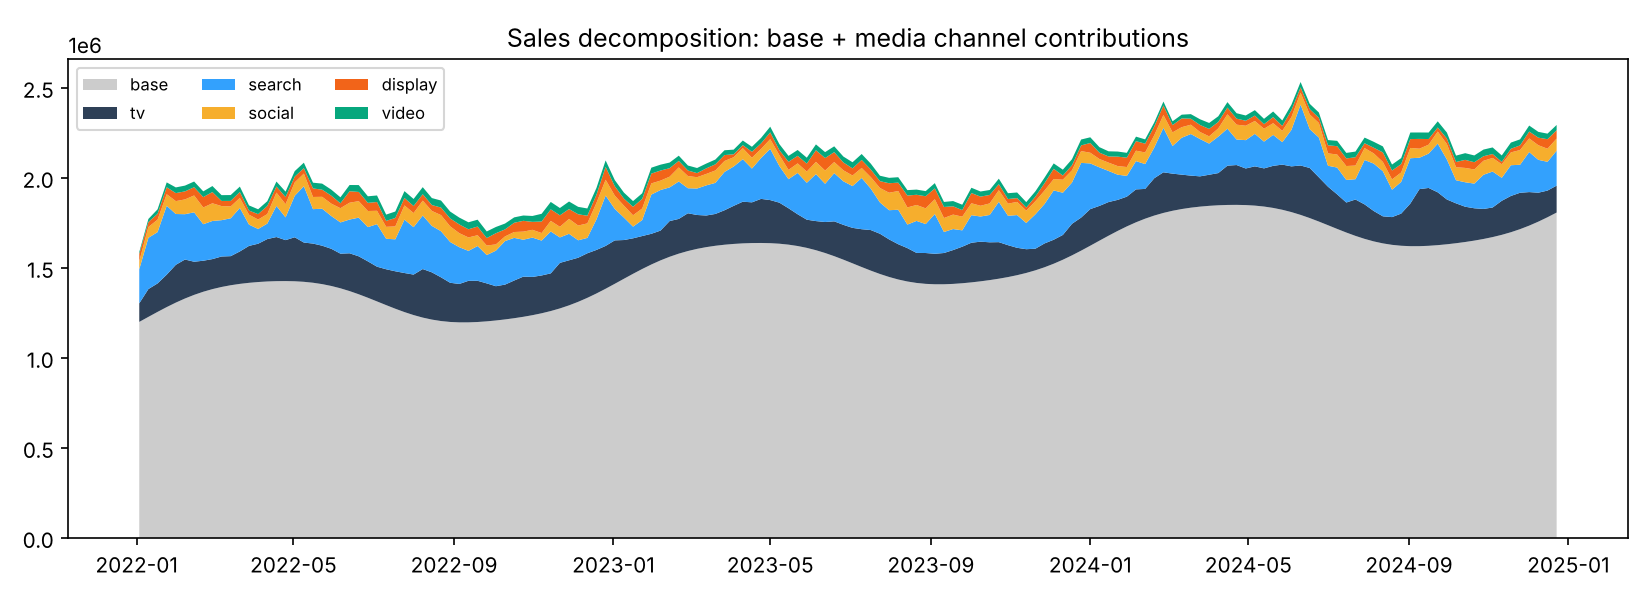 Sales decomposition: base + media channel contributions
1e6
base search display
tv social video
2.5
2.0
1.5
1.0
0.5
0.0
2022-01 2022-05 2022-09 2023-01 2023-05 2023-09 2024-01 2024-05 2024-09 2025-01